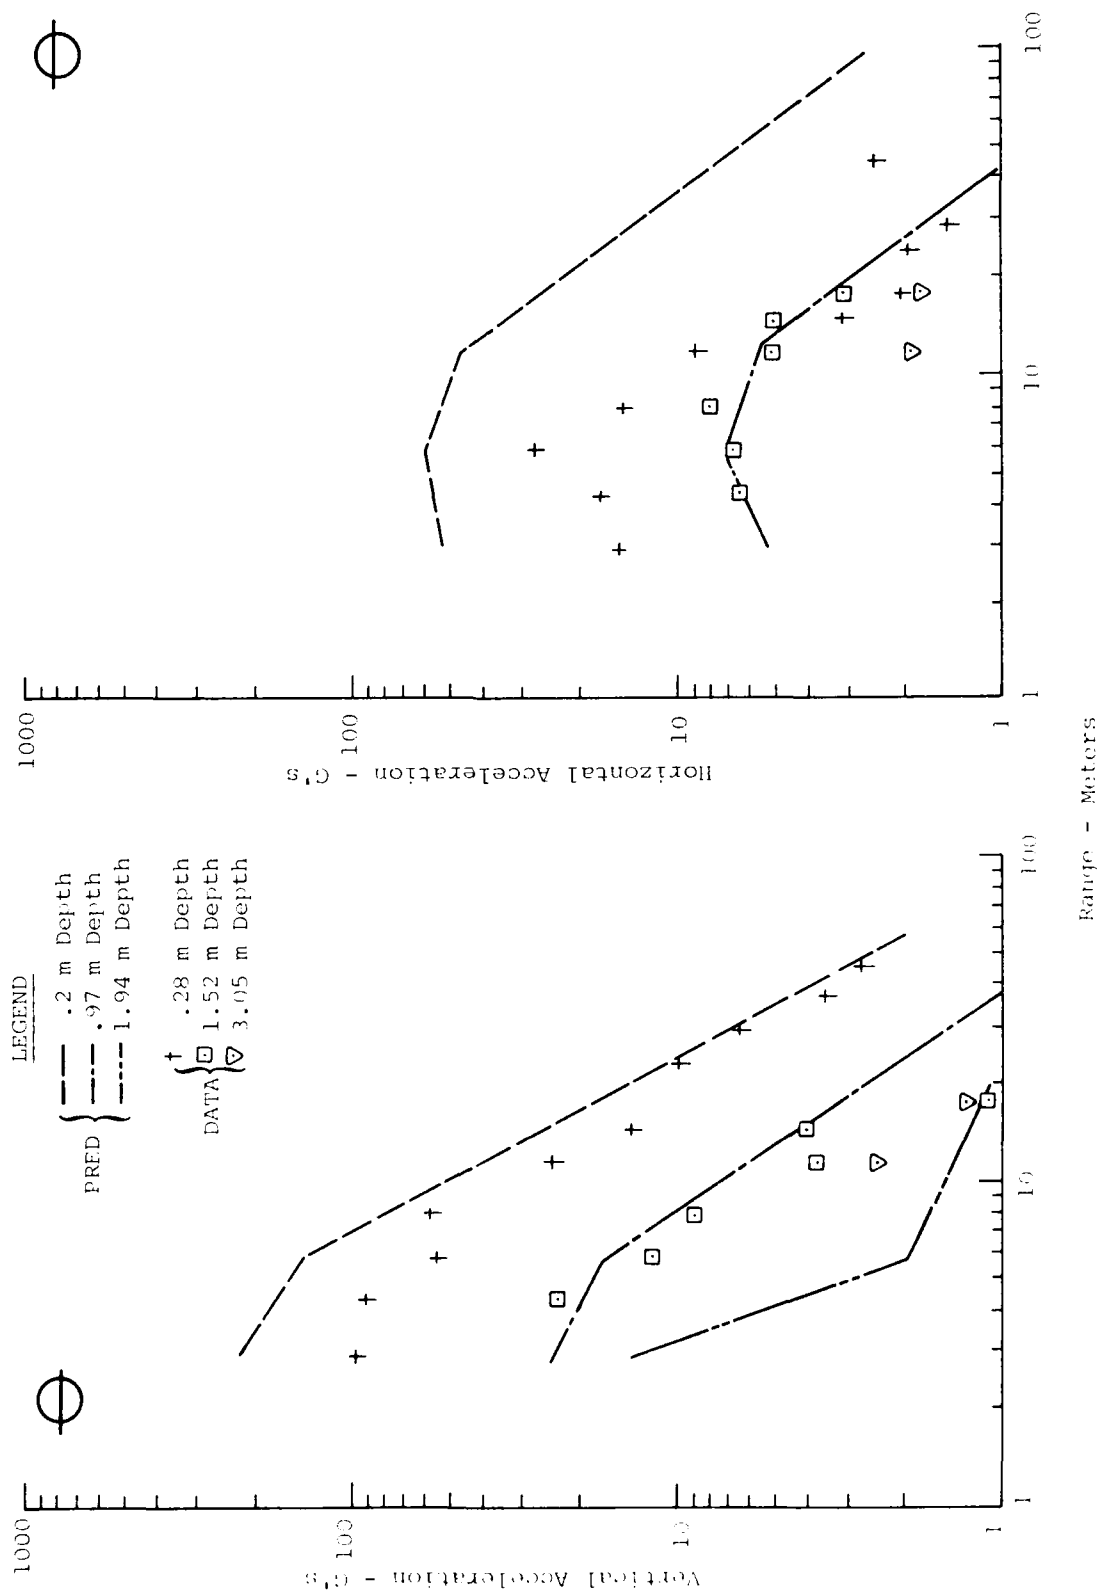 LEGEND
PRED
.2 m Depth
.97 m Depth
1.94 m Depth
DATA
.28 m Depth
1.52 m Depth
3.05 m Depth
Vertical Acceleration - G's
1000
100
10
1
1
10
100
Horizontal Acceleration - G's
1000
100
10
1
1
10
100
Range - Meters